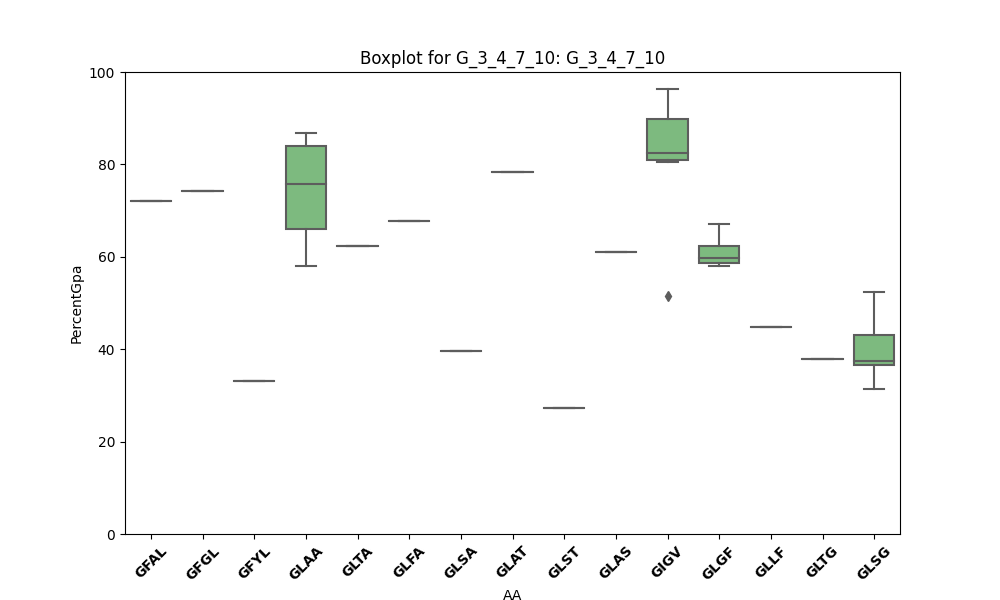 Boxplot for G_3_4_7_10: G_3_4_7_10
100
80
60
40
20
0
PercentGpa
GFAL GFGL GFYL GLAA GLTA GLFA GLSA GLAT GLST GLAS GIGV GLGF GLLF GLTG GLSG
AA